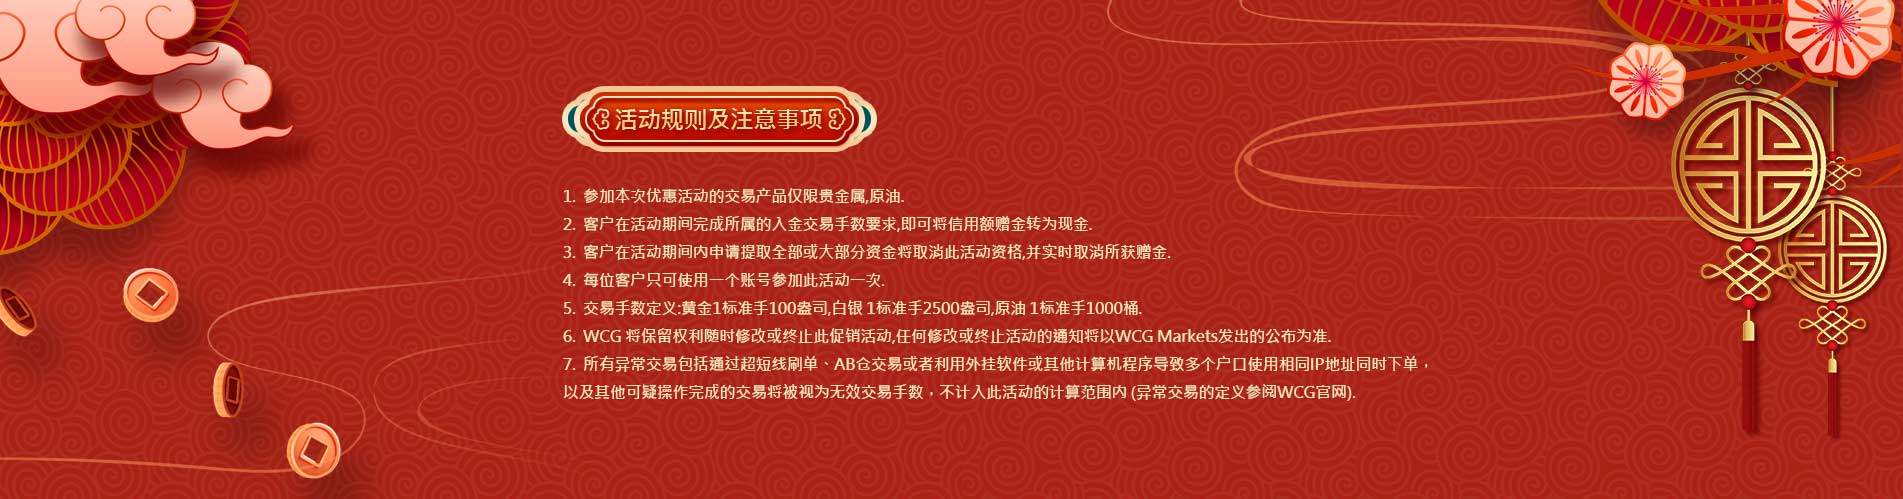 活动规则及注意事项
1. 参加本次优惠活动的交易产品仅限贵金属,原油.
2. 客户在活动期间完成所属的入金交易手数要求,即可将信用额赠金转为现金.
3. 客户在活动期间内申请提取全部或大部分资金将取消此活动资格,并实时取消所获赠金.
4. 每位客户只可使用一个账号参加此活动一次.
5. 交易手数定义:黄金1标准手100盎司,白银 1标准手2500盎司,原油 1标准手1000桶.
6. WCG 将保留权利随时修改或终止此促销活动,任何修改或终止活动的通知将以WCG Markets发出的公布为准.
7. 所有异常交易包括通过超短线刷单、AB仓交易或者利用外挂软件或其他计算机程序导致多个户口使用相同IP地址同时下单，
以及其他可疑操作完成的交易将被视为无效交易手数，不计入此活动的计算范围内 (异常交易的定义参阅WCG官网).